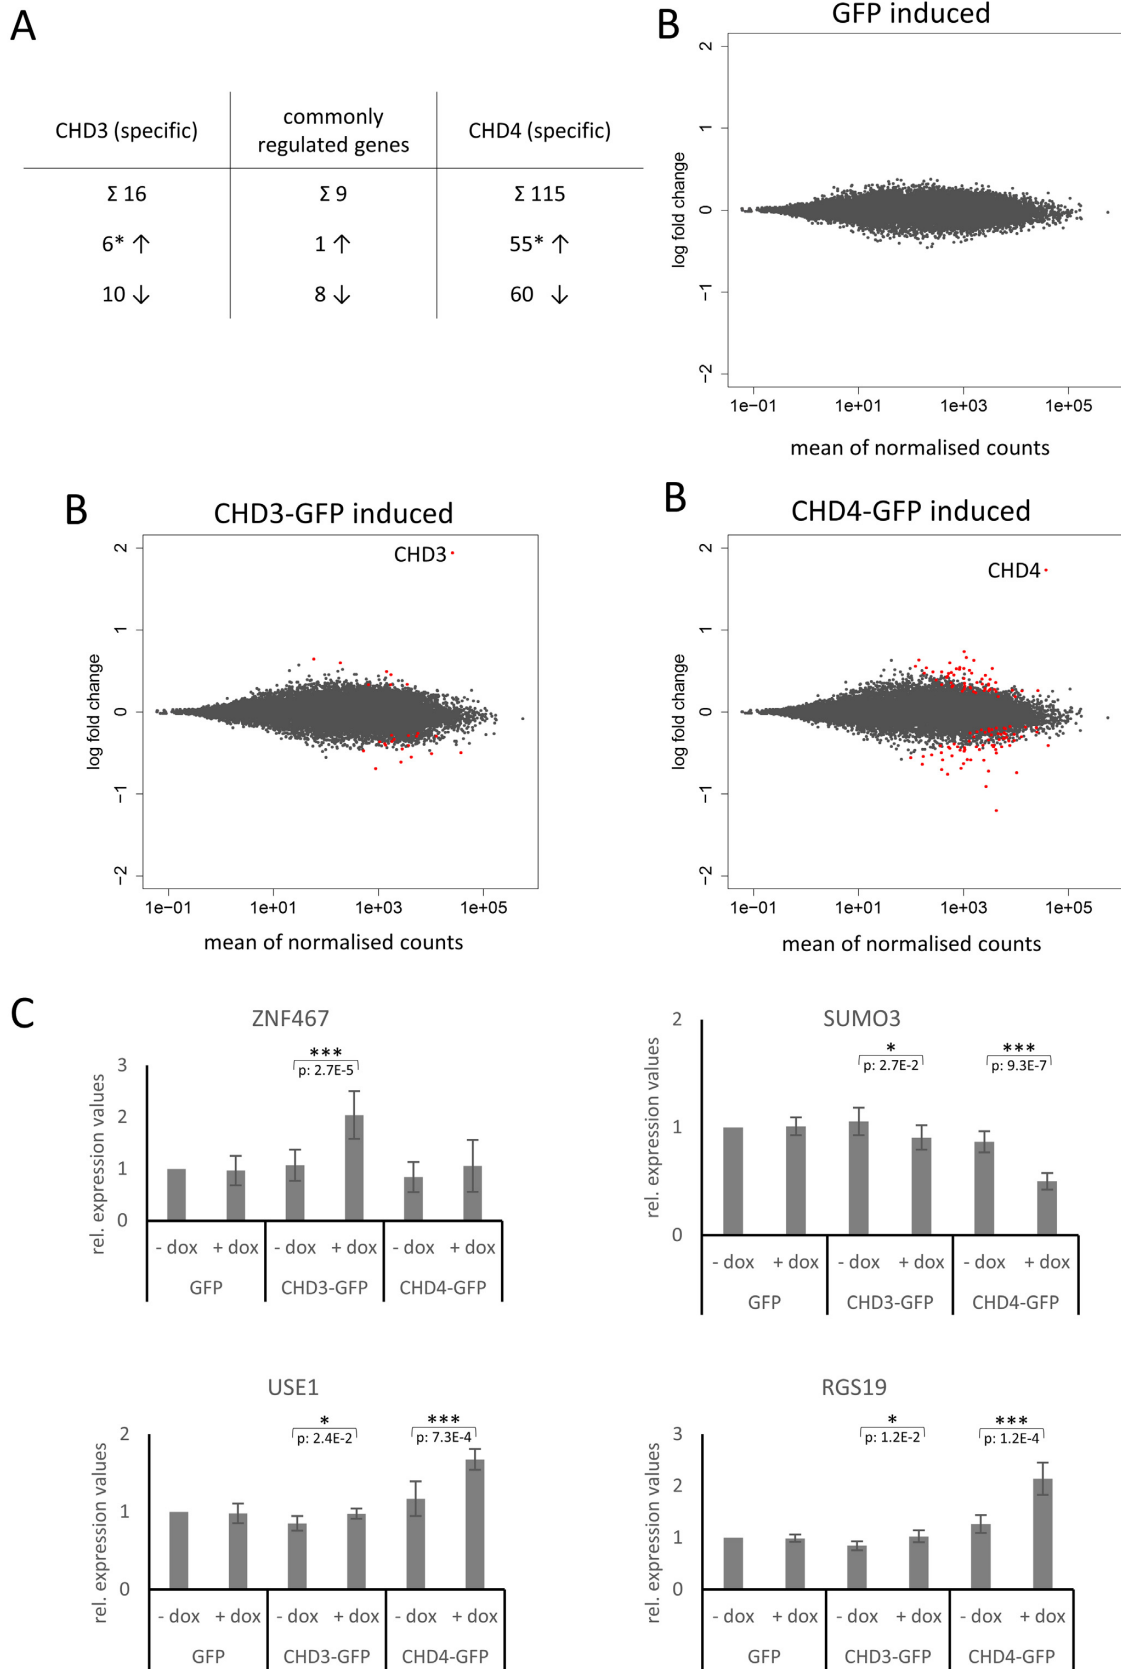 A
CHD3 (specific)
commonly
regulated genes
CHD4 (specific)
Σ 16
Σ 9
Σ 115
6* ↑
1 ↑
55* ↑
10 ↓
8 ↓
60 ↓
B
GFP induced
log fold change
2
1
0
−1
−2
1e−01
1e+01
1e+03
1e+05
mean of normalised counts
B
CHD3-GFP induced
CHD3
log fold change
2
1
0
−1
−2
1e−01
1e+01
1e+03
1e+05
mean of normalised counts
B
CHD4-GFP induced
CHD4
log fold change
2
1
0
−1
−2
1e−01
1e+01
1e+03
1e+05
mean of normalised counts
C
ZNF467
rel. expression values
3
2
1
0
***
p: 2.7E-5
- dox + dox - dox + dox - dox + dox
GFP CHD3-GFP CHD4-GFP
SUMO3
rel. expression values
2
1
0
*
p: 2.7E-2
***
p: 9.3E-7
- dox + dox - dox + dox - dox + dox
GFP CHD3-GFP CHD4-GFP
USE1
rel. expression values
2
1
0
*
p: 2.4E-2
***
p: 7.3E-4
- dox + dox - dox + dox - dox + dox
GFP CHD3-GFP CHD4-GFP
RGS19
rel. expression values
3
2
1
0
*
p: 1.2E-2
***
p: 1.2E-4
- dox + dox - dox + dox - dox + dox
GFP CHD3-GFP CHD4-GFP